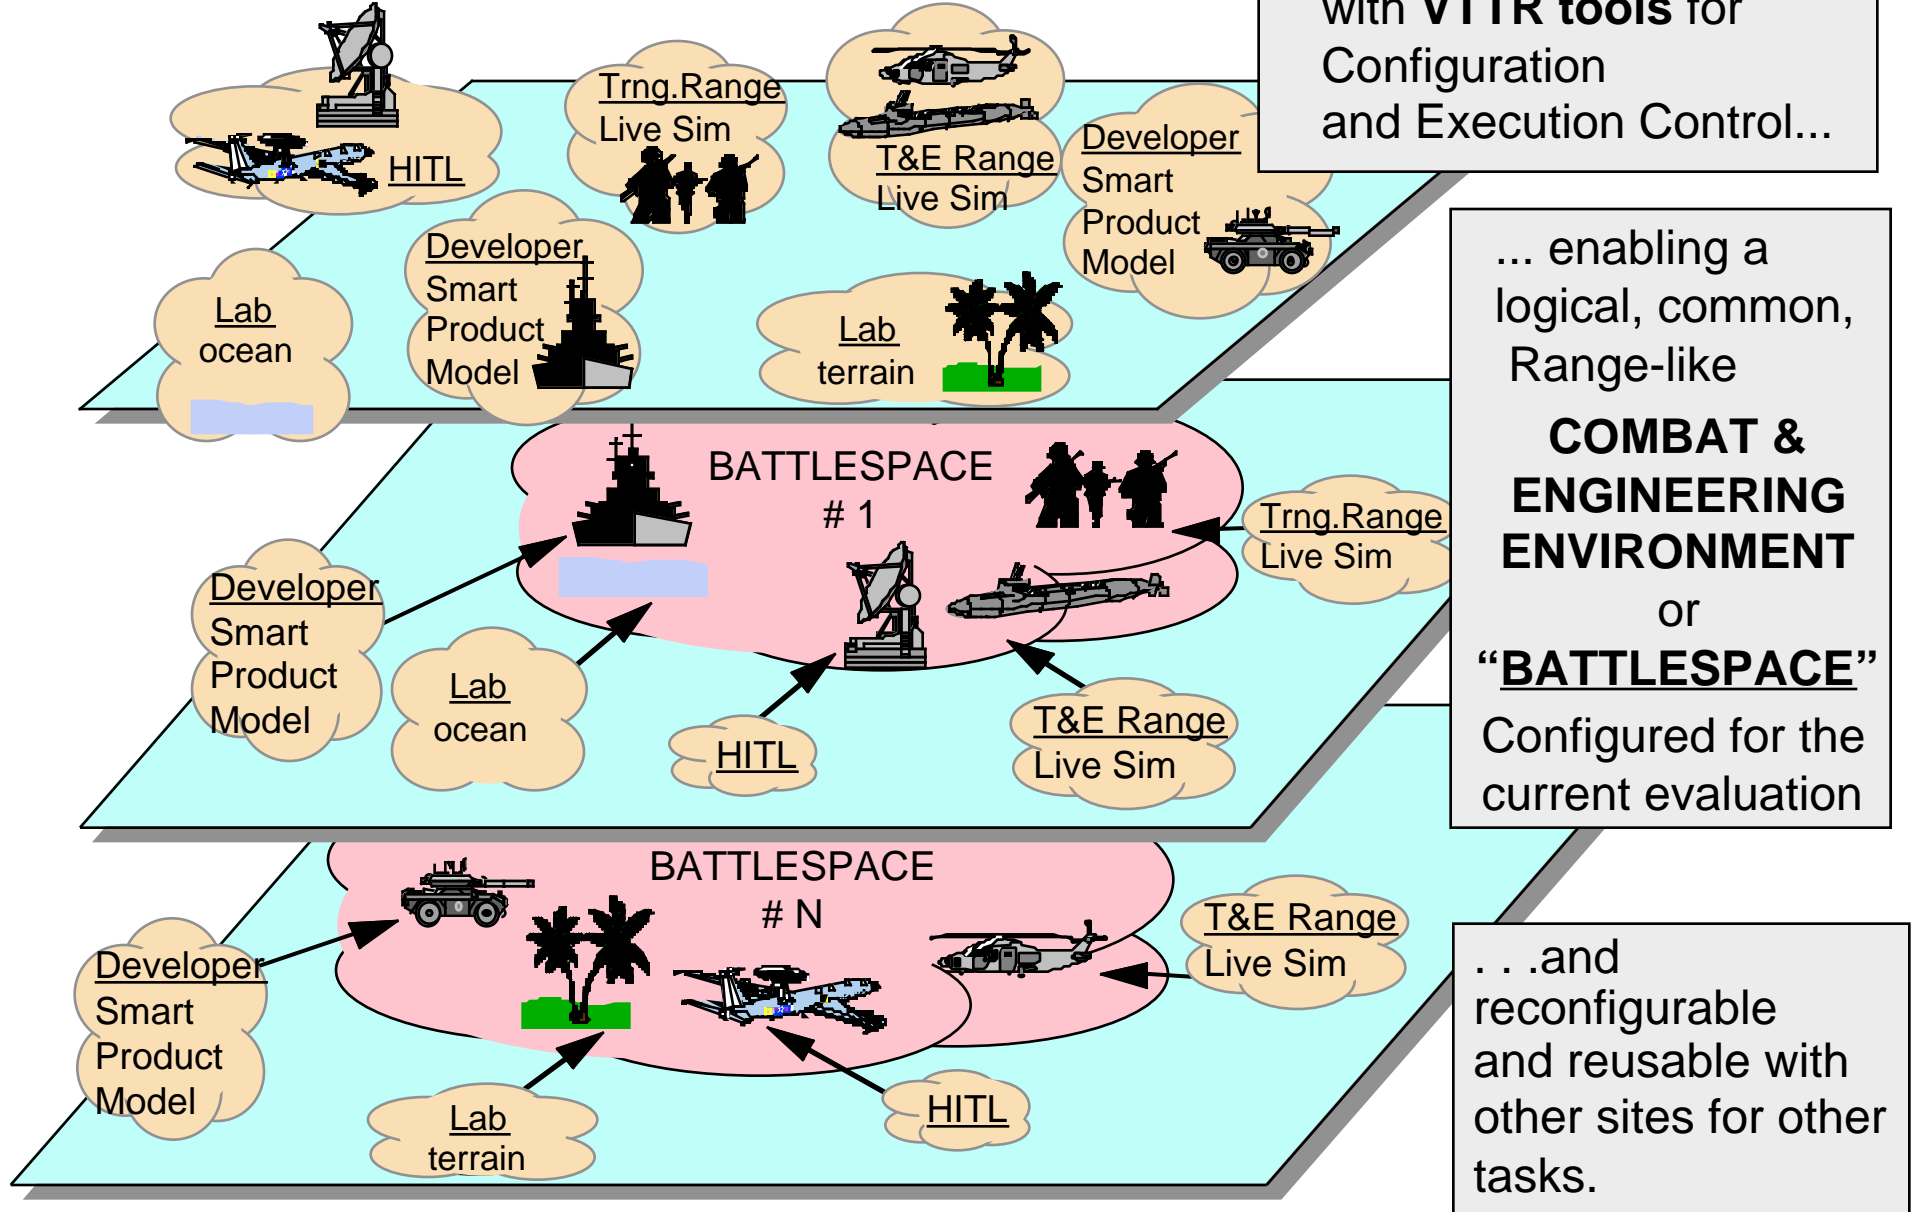 with VTTR tools for
Configuration
and Execution Control...
Trng.Range
Live Sim
HITL
T&E Range
Live Sim
Developer
Smart
Product
Model
Developer
Smart
Product
Model
Lab
ocean
Lab
terrain
... enabling a
logical, common,
Range-like
COMBAT &
ENGINEERING
ENVIRONMENT
or
“BATTLESPACE”
Configured for the
current evaluation
BATTLESPACE
# 1
Trng.Range
Live Sim
Developer
Smart
Product
Model
Lab
ocean
HITL
T&E Range
Live Sim
BATTLESPACE
# N
T&E Range
Live Sim
Developer
Smart
Product
Model
Lab
terrain
HITL
. . .and
reconfigurable
and reusable with
other sites for other
tasks.